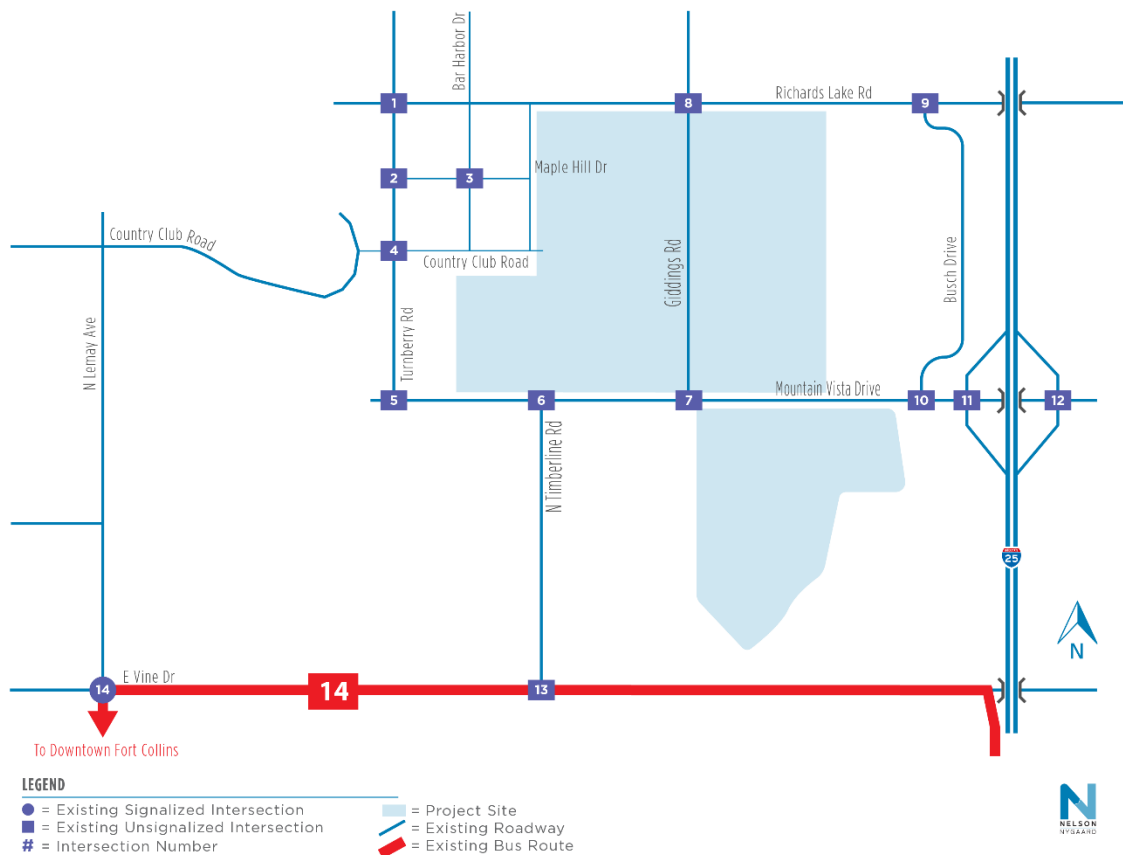 Bar Harbor Dr
1
8
Richards Lake Rd
9
2
3
Maple Hill Dr
Country Club Road
4
Country Club Road
Giddings Rd
Busch Drive
N Lemay Ave
Turnberry Rd
5
6
7
Mountain Vista Drive
10
11
12
N Timberline Rd
25
N
E Vine Dr
14
14
13
To Downtown Fort Collins
LEGEND
= Existing Signalized Intersection
= Existing Unsignalized Intersection
# = Intersection Number
= Project Site
= Existing Roadway
= Existing Bus Route
NELSON
NYGAARD